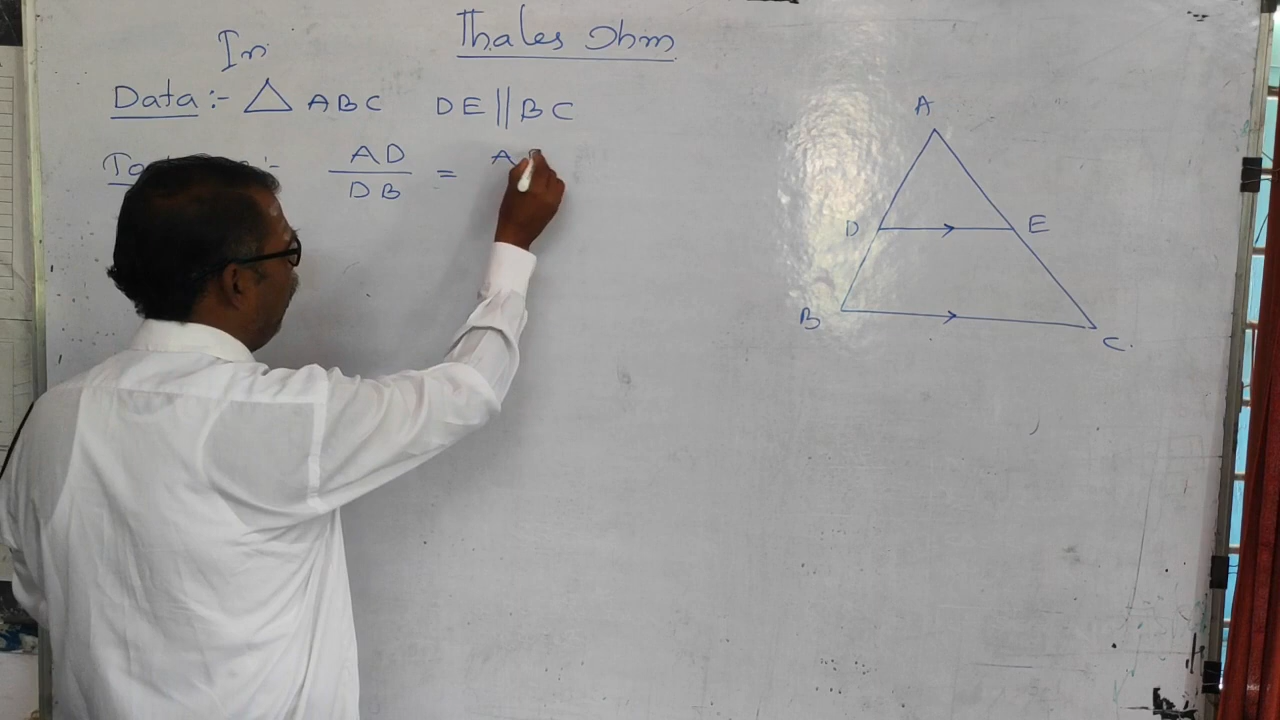 Thales Thm
In
Data :- △ ABC DE || BC
:- AD/DB = A
A
D E
B
C.